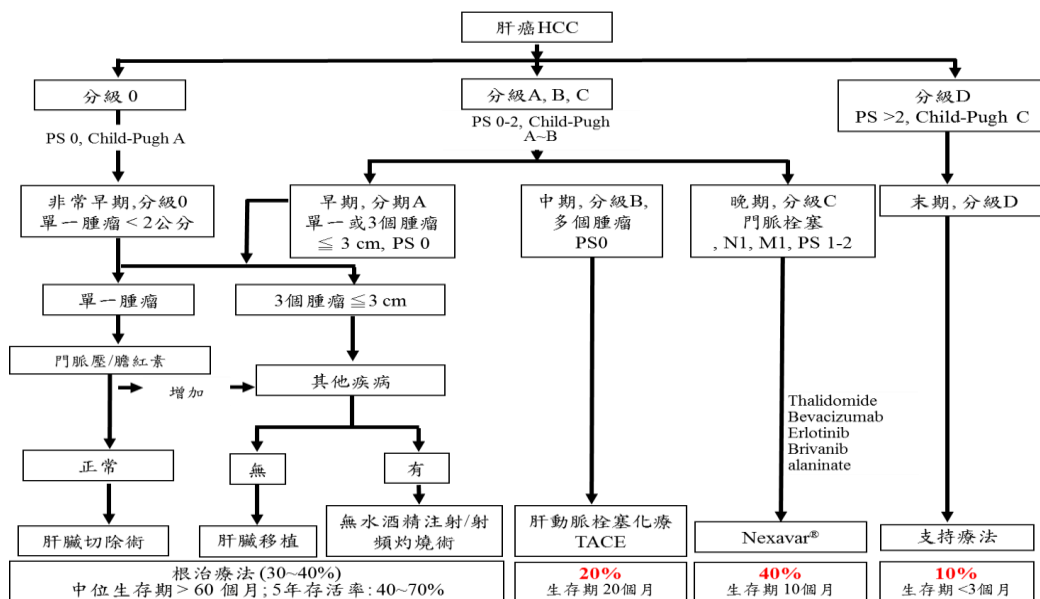 肝癌HCC
分級 0
分級A, B, C
分級D
PS >2, Child-Pugh C
PS 0, Child-Pugh A
PS 0-2, Child-Pugh
A~B
非常早期,分級0
單一腫瘤 < 2公分
早期, 分期A
單一或3個腫瘤
≦ 3 cm, PS 0
中期, 分級B,
多個腫瘤
PS0
晚期, 分級C
門脈栓塞
, N1, M1, PS 1-2
末期, 分級D
單一腫瘤
3個腫瘤≦3 cm
門脈壓/膽紅素
增加
其他疾病
Thalidomide
Bevacizumab
Erlotinib
Brivanib
alaninate
正常
無
有
肝臟切除術
肝臟移植
無水酒精注射/射
頻灼燒術
肝動脈栓塞化療
TACE
Nexavar®
支持療法
根治療法 (30~40%)
中位生存期> 60 個月; 5年存活率: 40~70%
20%
生存期 20個月
40%
生存期 10個月
10%
生存期 <3個月